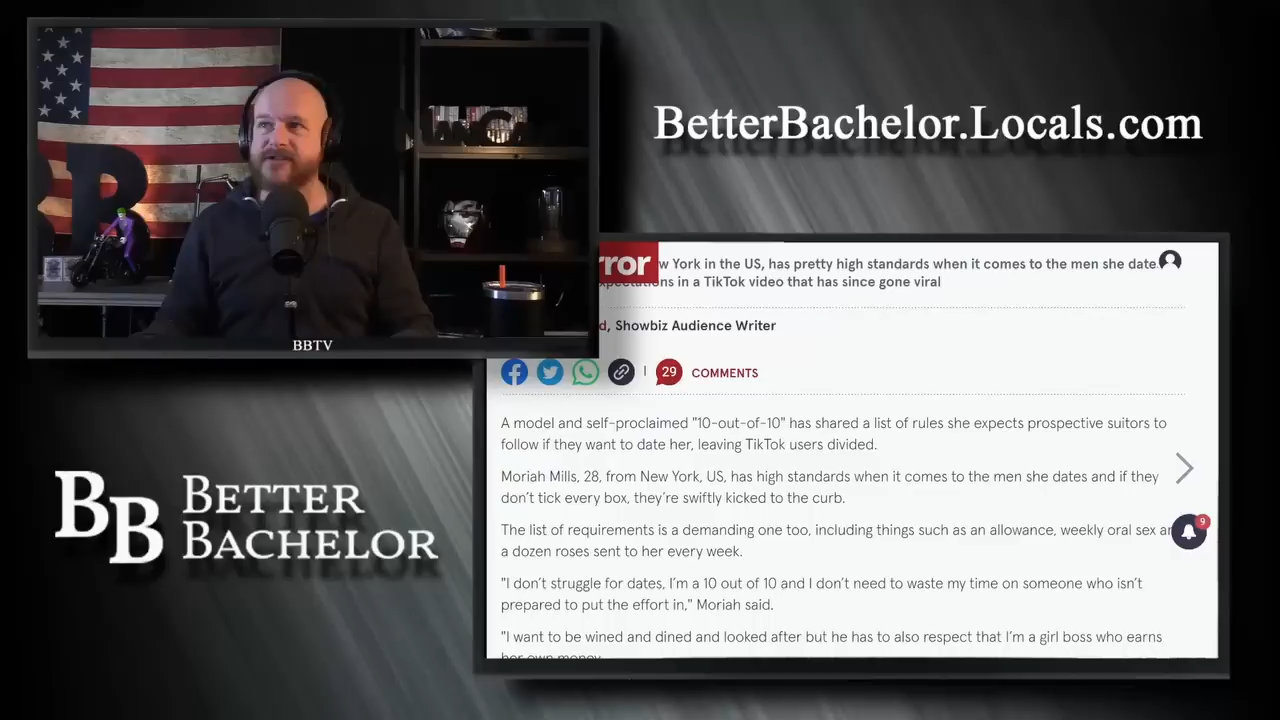 BetterBachelor.Locals.com
BBTV
rror
w York in the US, has pretty high standards when it comes to the men she date
expectations in a TikTok video that has since gone viral
d, Showbiz Audience Writer
29 COMMENTS
A model and self-proclaimed "10-out-of-10" has shared a list of rules she expects prospective suitors to
follow if they want to date her, leaving TikTok users divided.
Moriah Mills, 28, from New York, US, has high standards when it comes to the men she dates and if they
don't tick every box, they're swiftly kicked to the curb.
The list of requirements is a demanding one too, including things such as an allowance, weekly oral sex an
9
a dozen roses sent to her every week.
"I don't struggle for dates, I'm a 10 out of 10 and I don't need to waste my time on someone who isn't
prepared to put the effort in," Moriah said.
"I want to be wined and dined and looked after but he has to also respect that I'm a girl boss who earns
her own money
BB BETTER
BACHELOR